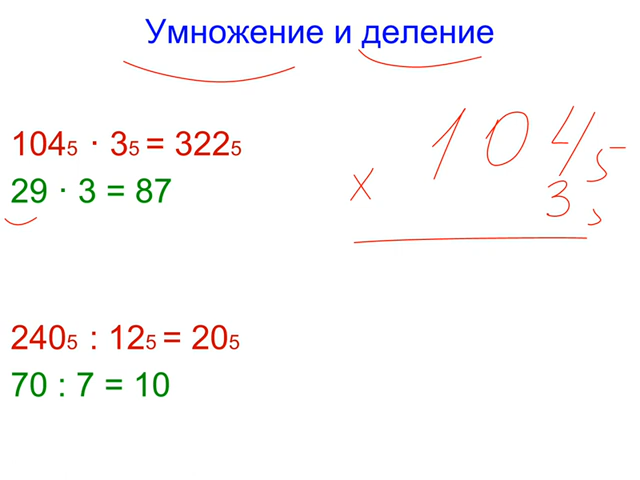 Умножение и деление
104₅ · 3₅ = 322₅
29 · 3 = 87
240₅ : 12₅ = 20₅
70 : 7 = 10
104₅
× 3₅